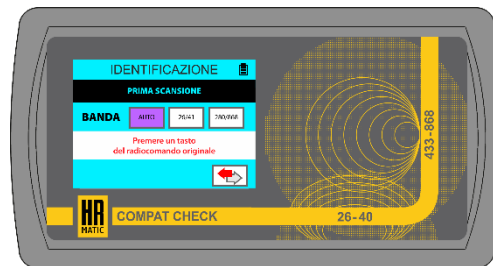 IDENTIFICAZIONE
PRIMA SCANSIONE
BANDA AUTO 26/41 280/868
Premere un tasto
del radiocomando originale
433-868
HR
MATIC
COMPAT CHECK
26-40